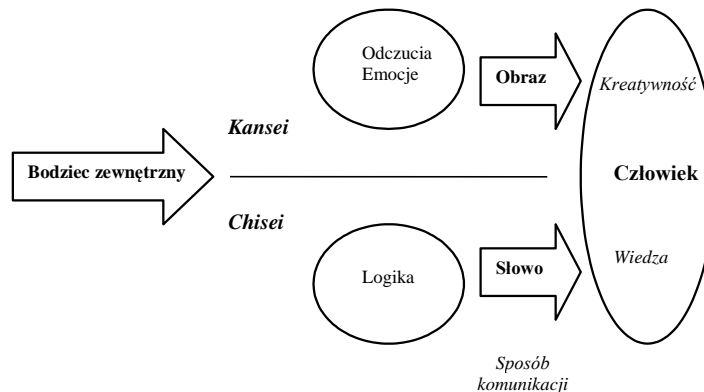 Odczucia
Emocje
Obraz
Kreatywność
Kansei
Bodziec zewnętrzny
Człowiek
Chisei
Logika
Słowo
Wiedza
Sposób
komunikacji